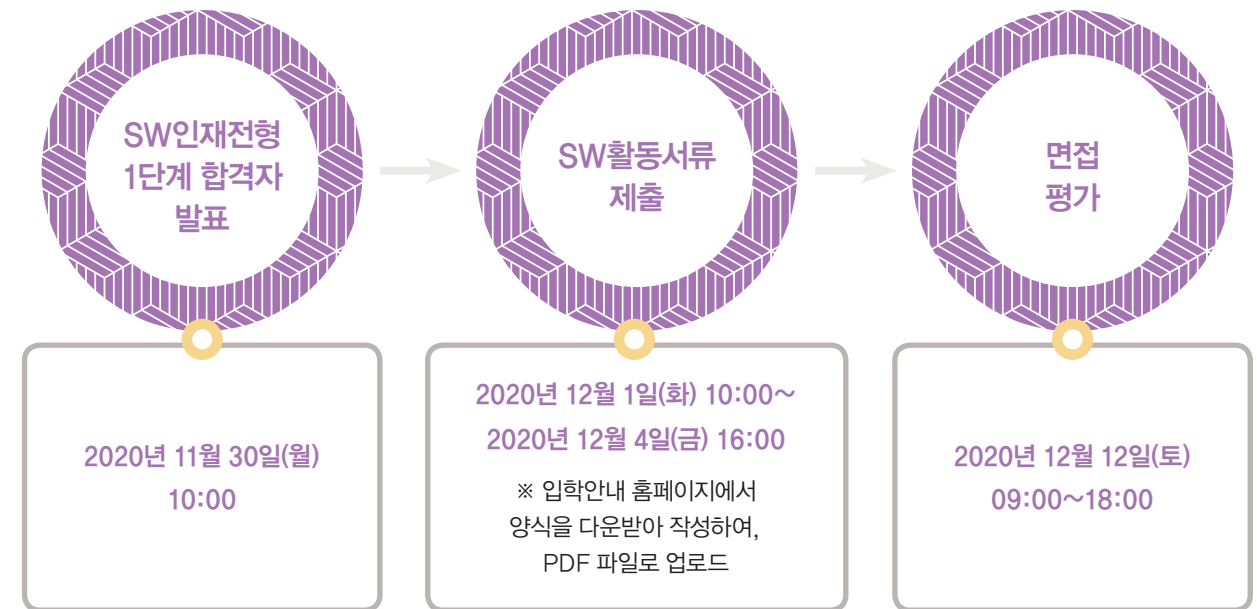 SW인재전형
1단계 합격자
발표
SW활동서류
제출
면접
평가
2020년 11월 30일(월)
10:00
2020년 12월 1일(화) 10:00~
2020년 12월 4일(금) 16:00
※ 입학안내 홈페이지에서
양식을 다운받아 작성하여,
PDF 파일로 업로드
2020년 12월 12일(토)
09:00~18:00